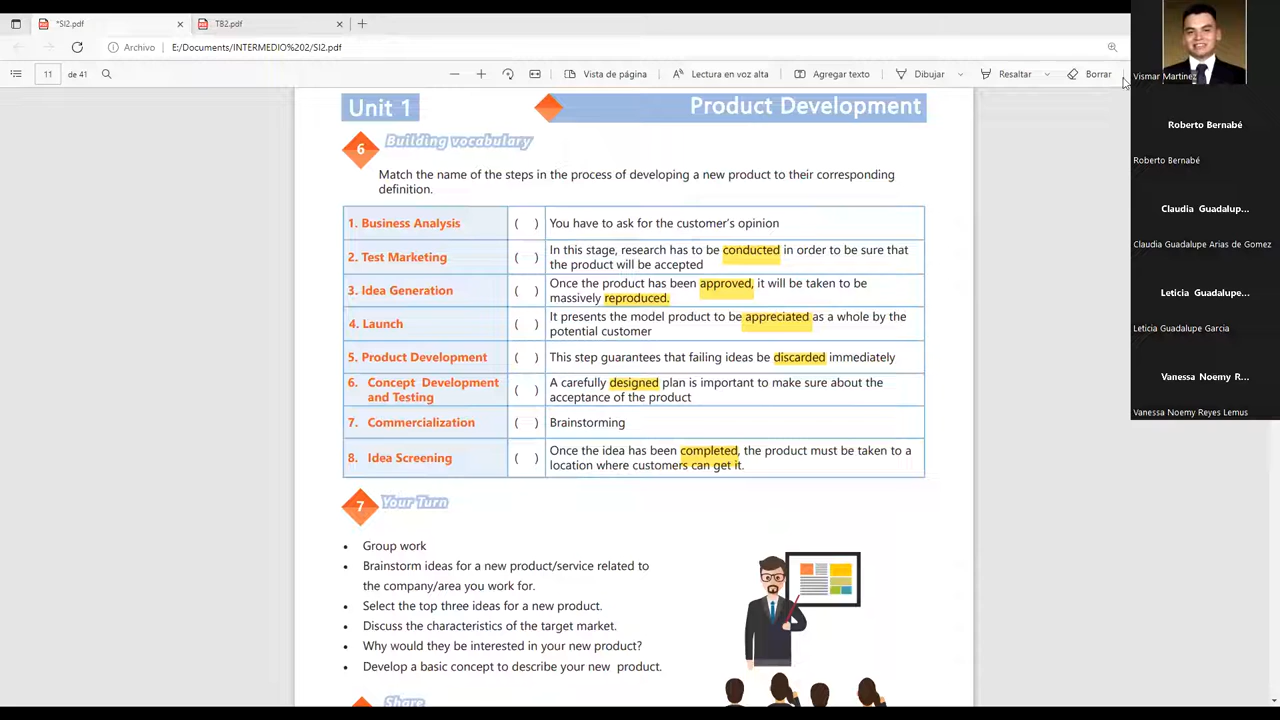 *SI2.pdf
TB2.pdf
Archivo E:/Documents/INTERMEDIO%202/SI2.pdf
11 de 41 Vista de página Lectura en voz alta Agregar texto Dibujar Resaltar Borrar
Unit 1 Product Development
6 Building vocabulary
Match the name of the steps in the process of developing a new product to their corresponding
definition.
1. Business Analysis ( ) You have to ask for the customer's opinion
2. Test Marketing ( ) In this stage, research has to be conducted in order to be sure that
the product will be accepted
3. Idea Generation ( ) Once the product has been approved, it will be taken to be
massively reproduced.
4. Launch ( ) It presents the model product to be appreciated as a whole by the
potential customer
5. Product Development ( ) This step guarantees that failing ideas be discarded immediately
6. Concept Development
and Testing
( ) A carefully designed plan is important to make sure about the
acceptance of the product
7. Commercialization ( ) Brainstorming
8. Idea Screening ( ) Once the idea has been completed, the product must be taken to a
location where customers can get it.
7 Your Turn
• Group work
• Brainstorm ideas for a new product/service related to
the company/area you work for.
• Select the top three ideas for a new product.
• Discuss the characteristics of the target market.
• Why would they be interested in your new product?
• Develop a basic concept to describe your new product.
Share
Vismar Martinez
Roberto Bernabé
Roberto Bernabé
Claudia Guadalup...
Claudia Guadalupe Arias de Gomez
Leticia Guadalupe...
Leticia Guadalupe Garcia
Vanessa Noemy R...
Vanessa Noemy Reyes Lemus